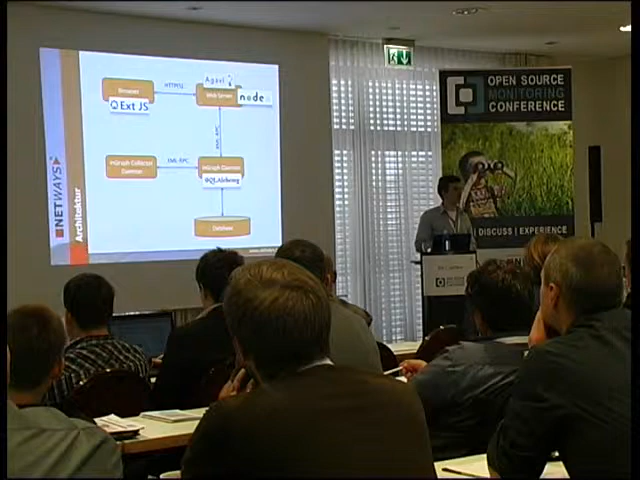 NETWAYS
Architektur
Browser
Ext JS
HTTP(S)
Agavi
Web Server
node
XML-RPC
inGraph Collector
Daemon
XML-RPC
inGraph Daemon
SQLAlchemy
Database
OPEN SOURCE
MONITORING
CONFERENCE
DISCUSS | EXPERIENCE